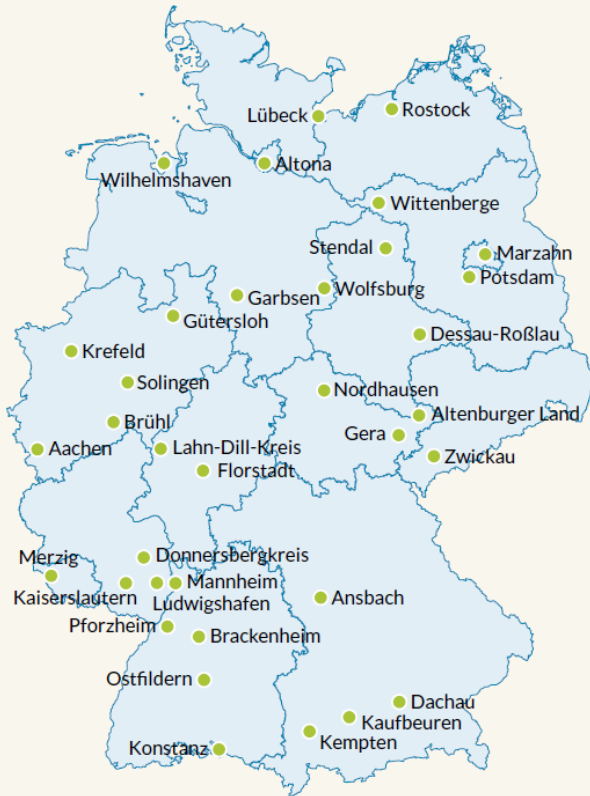 Lübeck
Rostock
Wilhelmshaven
Altona
Wittenberge
Stendal
Marzahn
Potsdam
Garbsen
Wolfsburg
Gütersloh
Dessau-Roßlau
Krefeld
Solingen
Nordhausen
Brühl
Altenburger Land
Gera
Aachen
Lahn-Dill-Kreis
Zwickau
Florstadt
Merzig
Donnersbergkreis
Kaiserslautern
Mannheim
Ludwigshafen
Ansbach
Pforzheim
Brackenheim
Ostfildern
Dachau
Kaufbeuren
Kempten
Konstanz